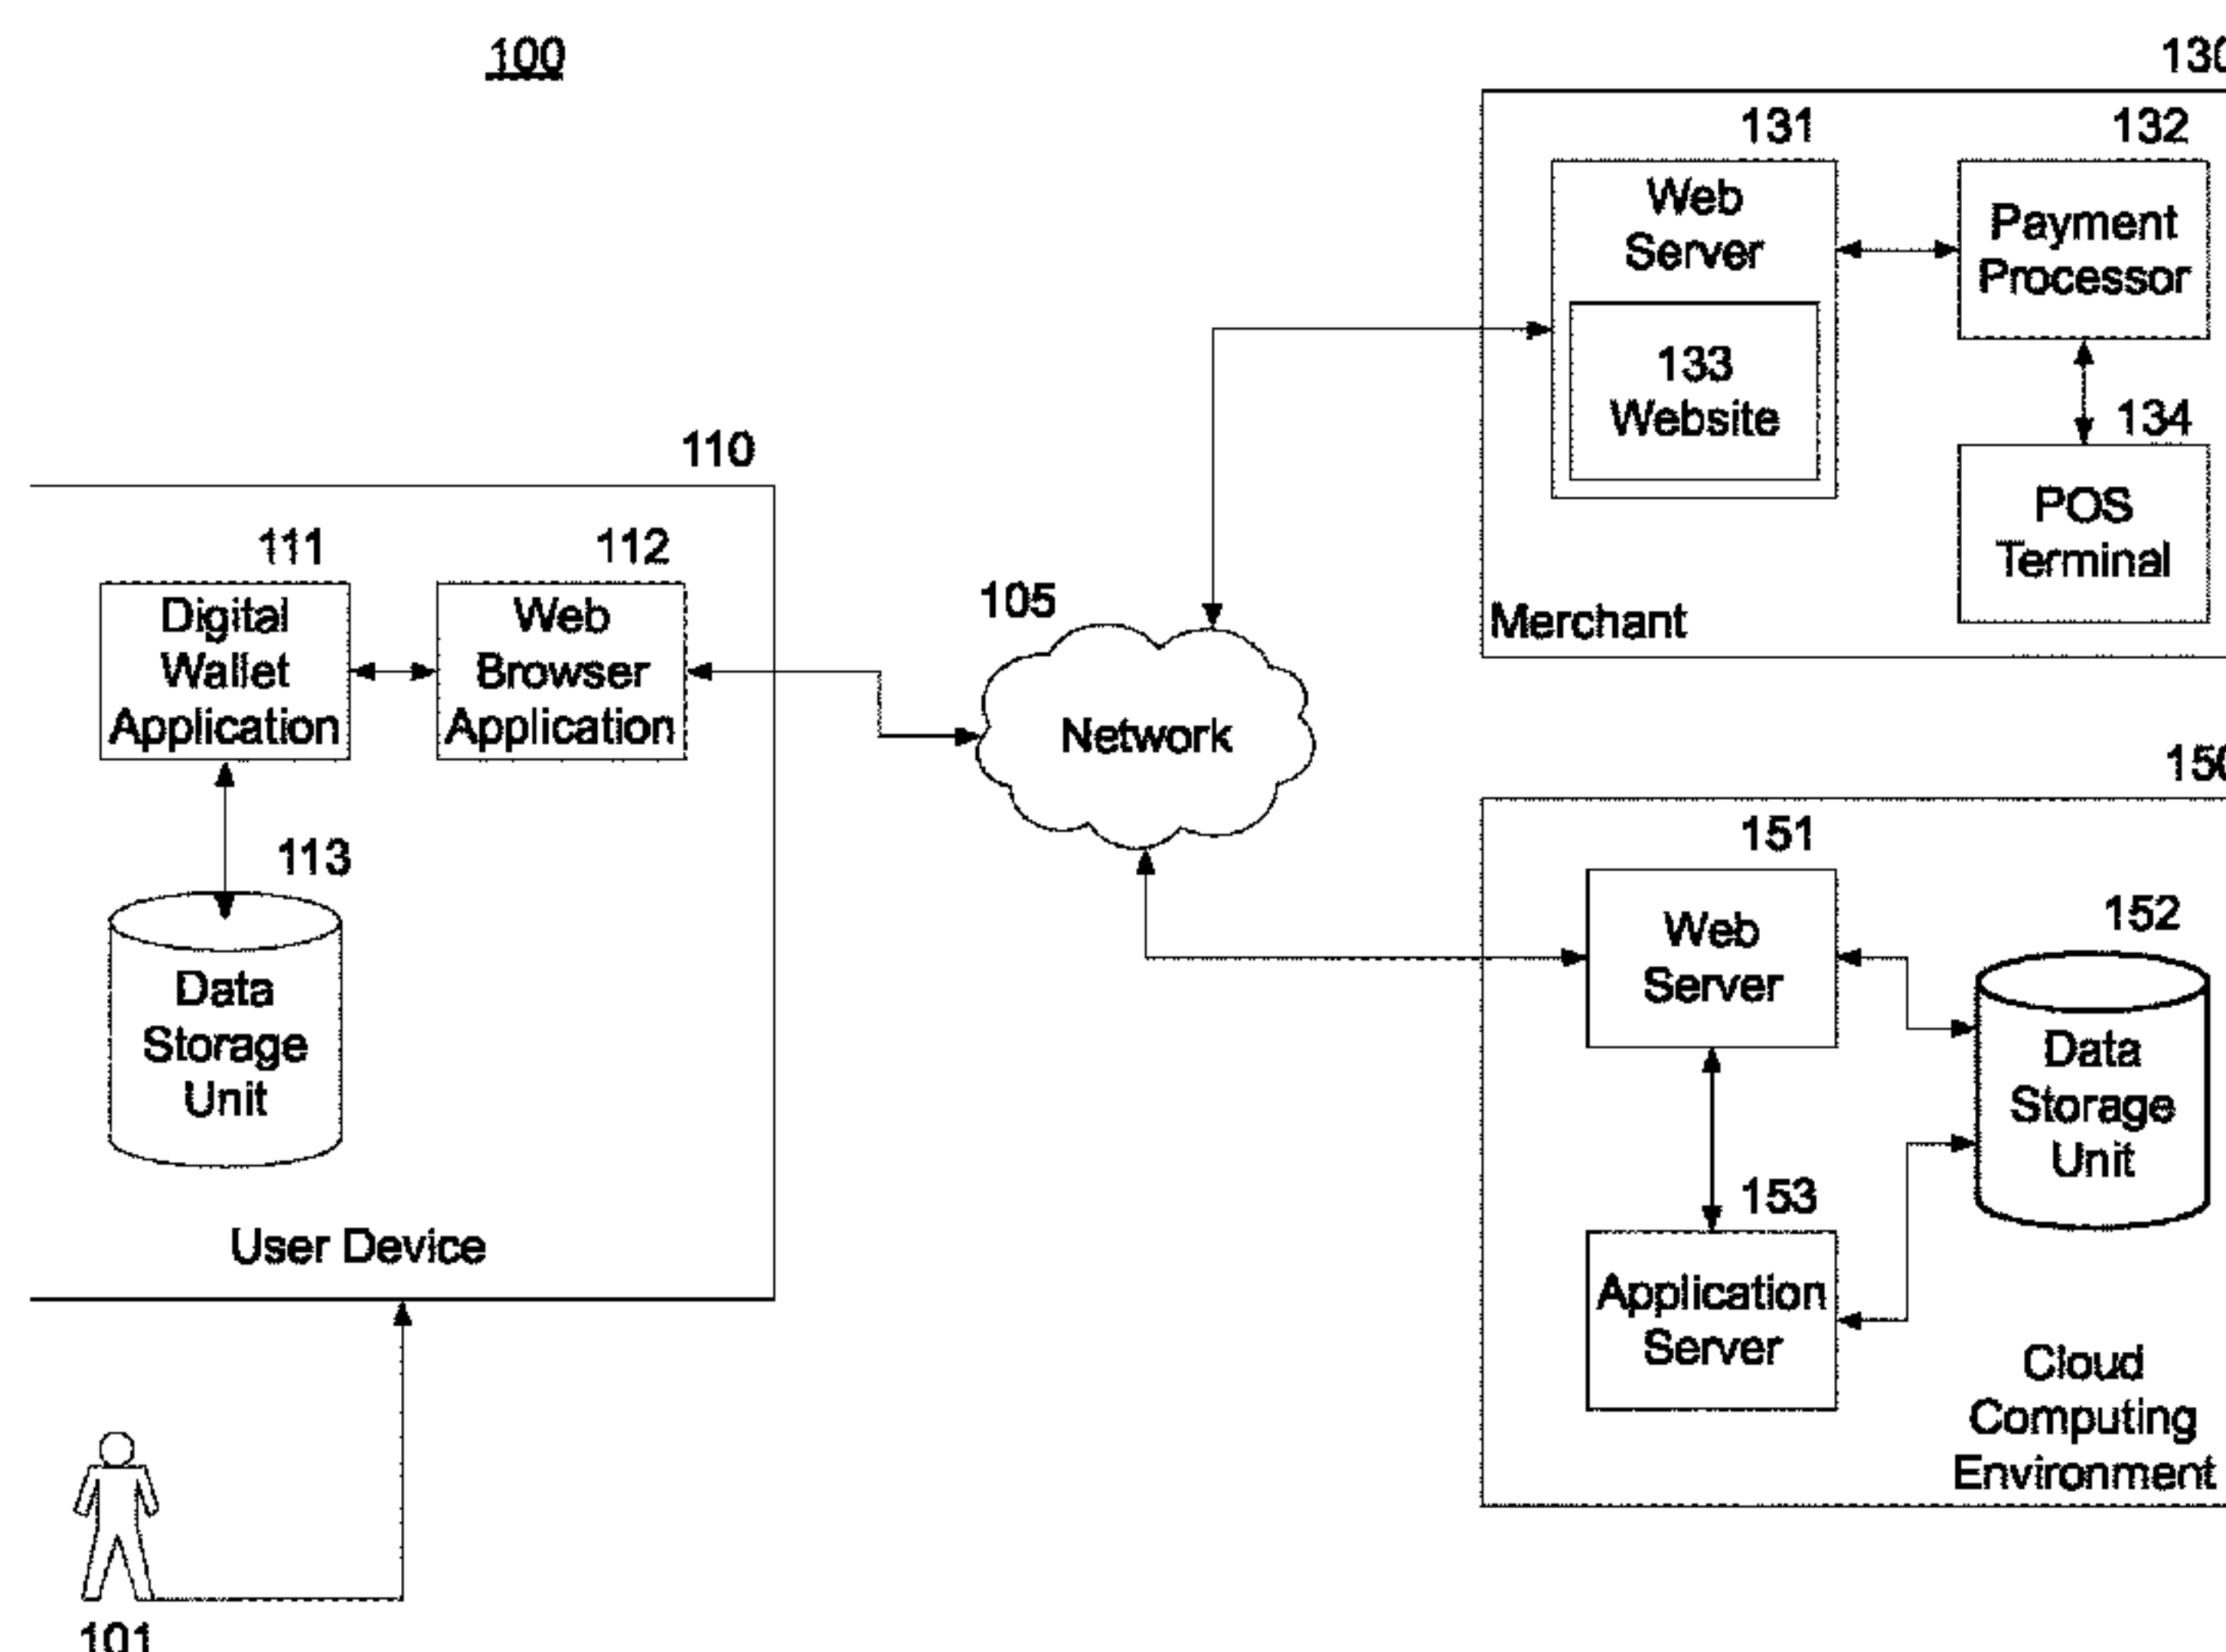 100
130
131
132
Web
Server
Payment
Processor
133
Website
134
POS
Terminal
Merchant
110
111
112
Digital
Wallet
Application
Web
Browser
Application
113
Data
Storage
Unit
User Device
101
105
Network
150
151
Web
Server
152
Data
Storage
Unit
153
Application
Server
Cloud
Computing
Environment